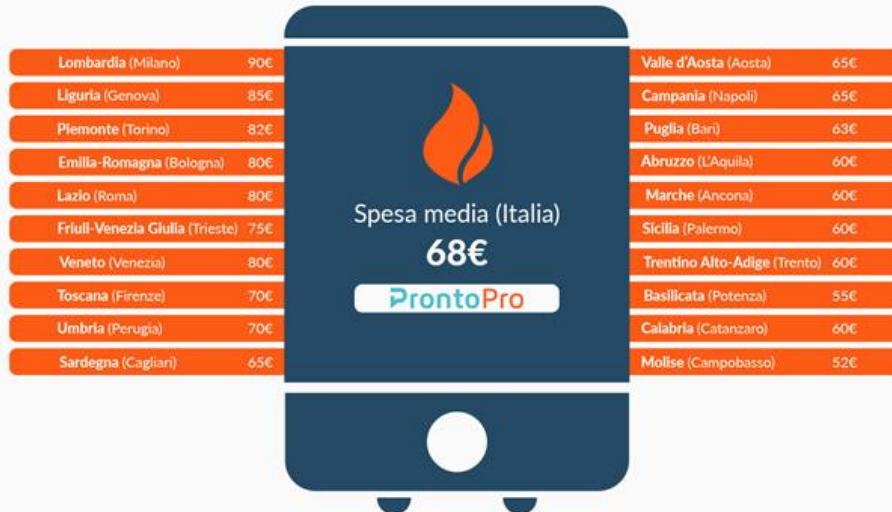 Lombardia (Milano) 90€
Liguria (Genova) 85€
Piemonte (Torino) 82€
Emilia-Romagna (Bologna) 80€
Lazio (Roma) 80€
Friuli-Venezia Giulia (Trieste) 75€
Veneto (Venezia) 80€
Toscana (Firenze) 70€
Umbria (Perugia) 70€
Sardegna (Cagliari) 65€
Spesa media (Italia)
68€
ProntoPro
Valle d'Aosta (Aosta) 65€
Campania (Napoli) 65€
Puglia (Bari) 63€
Abruzzo (L'Aquila) 60€
Marche (Ancona) 60€
Sicilia (Palermo) 60€
Trentino Alto-Adige (Trento) 60€
Basilicata (Potenza) 55€
Calabria (Catanzaro) 60€
Molise (Campobasso) 52€